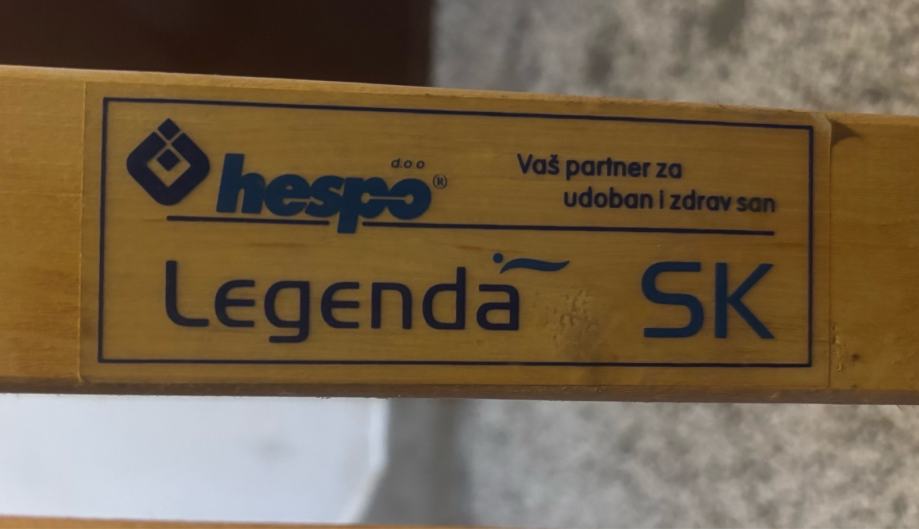 hespo d.o.o ®
Vaš partner za
udoban i zdrav san
Legenda SK